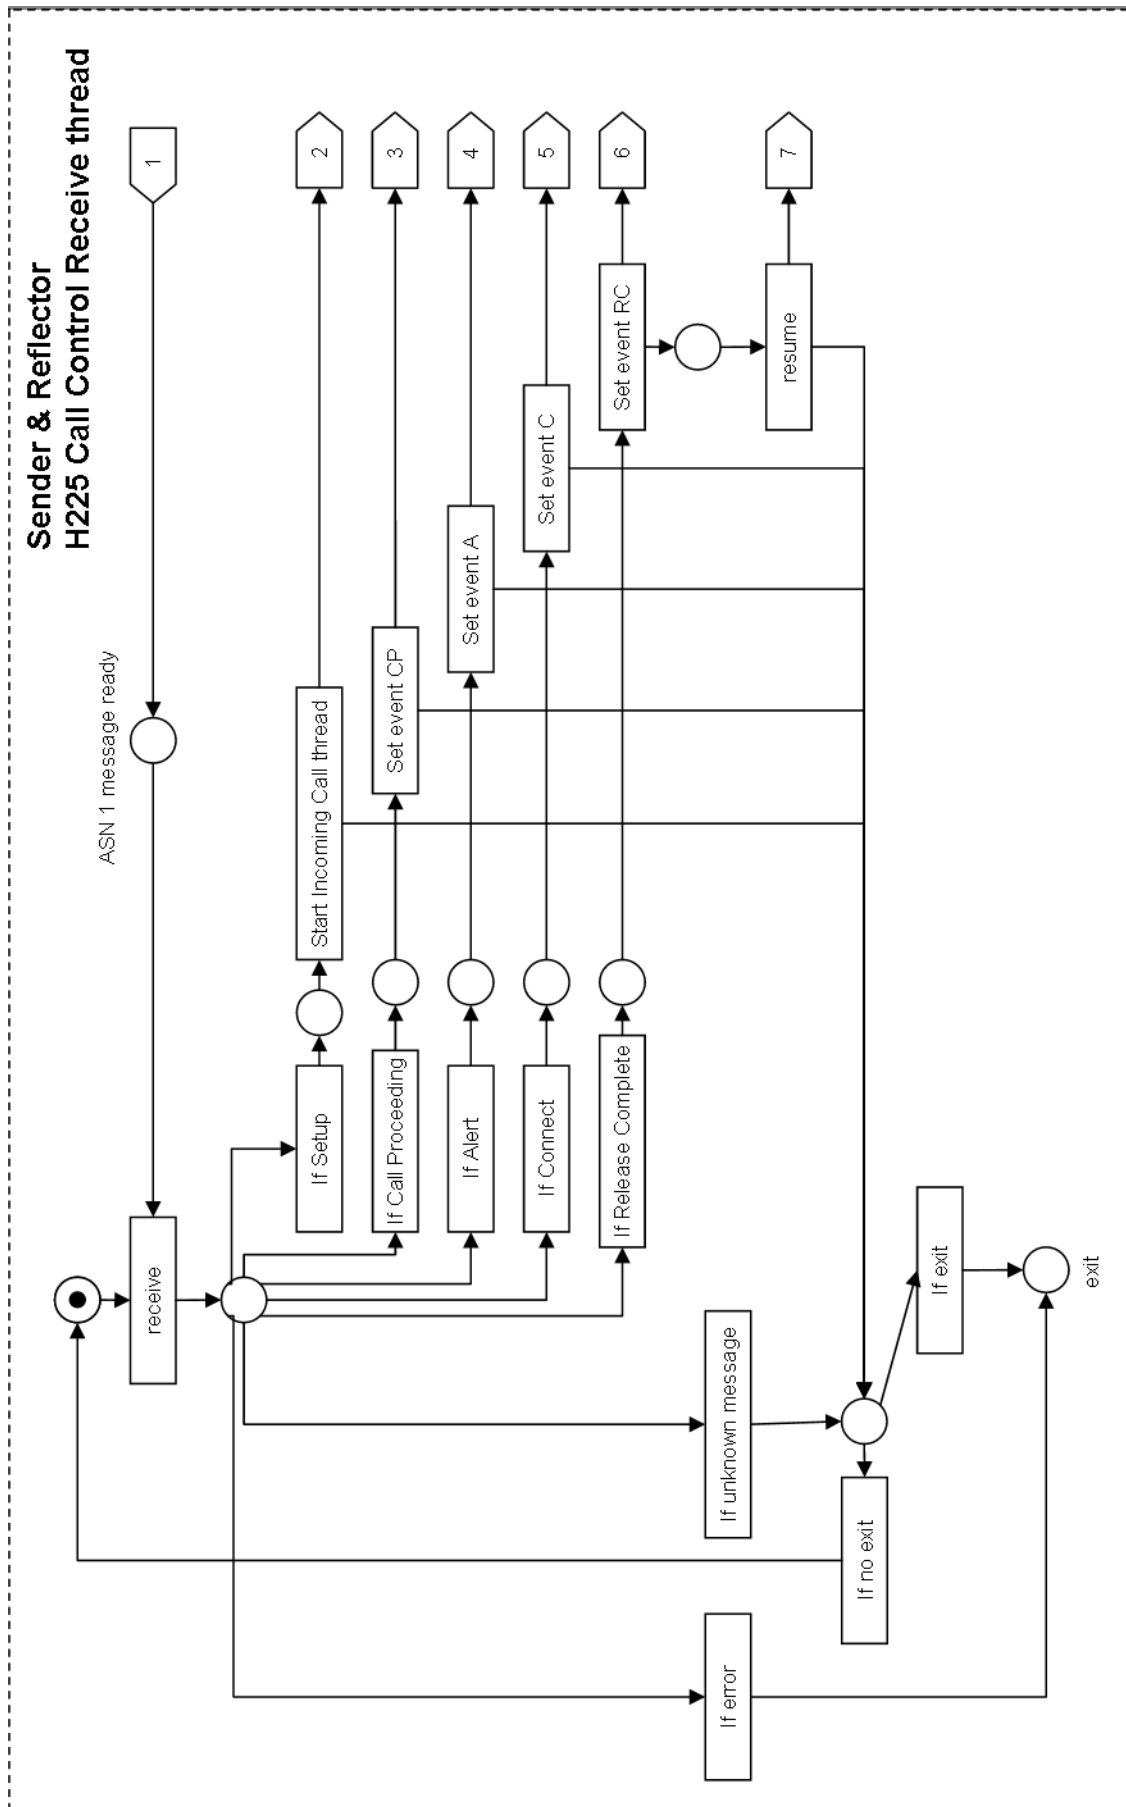 Sender & Reflector
H225 Call Control Receive thread
ASN 1 message ready
1
receive
If Setup
Start Incoming Call thread
2
If Call Proceeding
Set event CP
3
If Alert
Set event A
4
If Connect
Set event C
5
If Release Complete
Set event RC
6
If error
If unknown message
resume
7
If no exit
If exit
exit